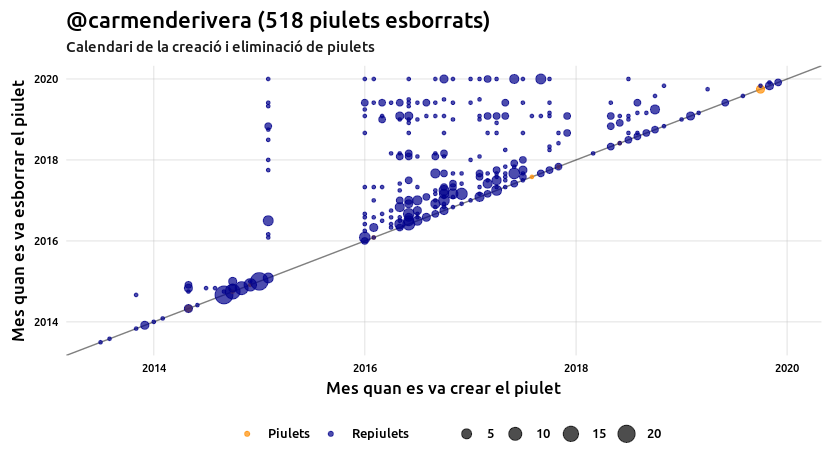 @carmenderivera (518 piulets esborrats)
Calendari de la creació i eliminació de piulets
Mes quan es va esborrar el piulet
2020
2018
2016
2014
2014 2016 2018 2020
Mes quan es va crear el piulet
Piulets Repiulets 5 10 15 20